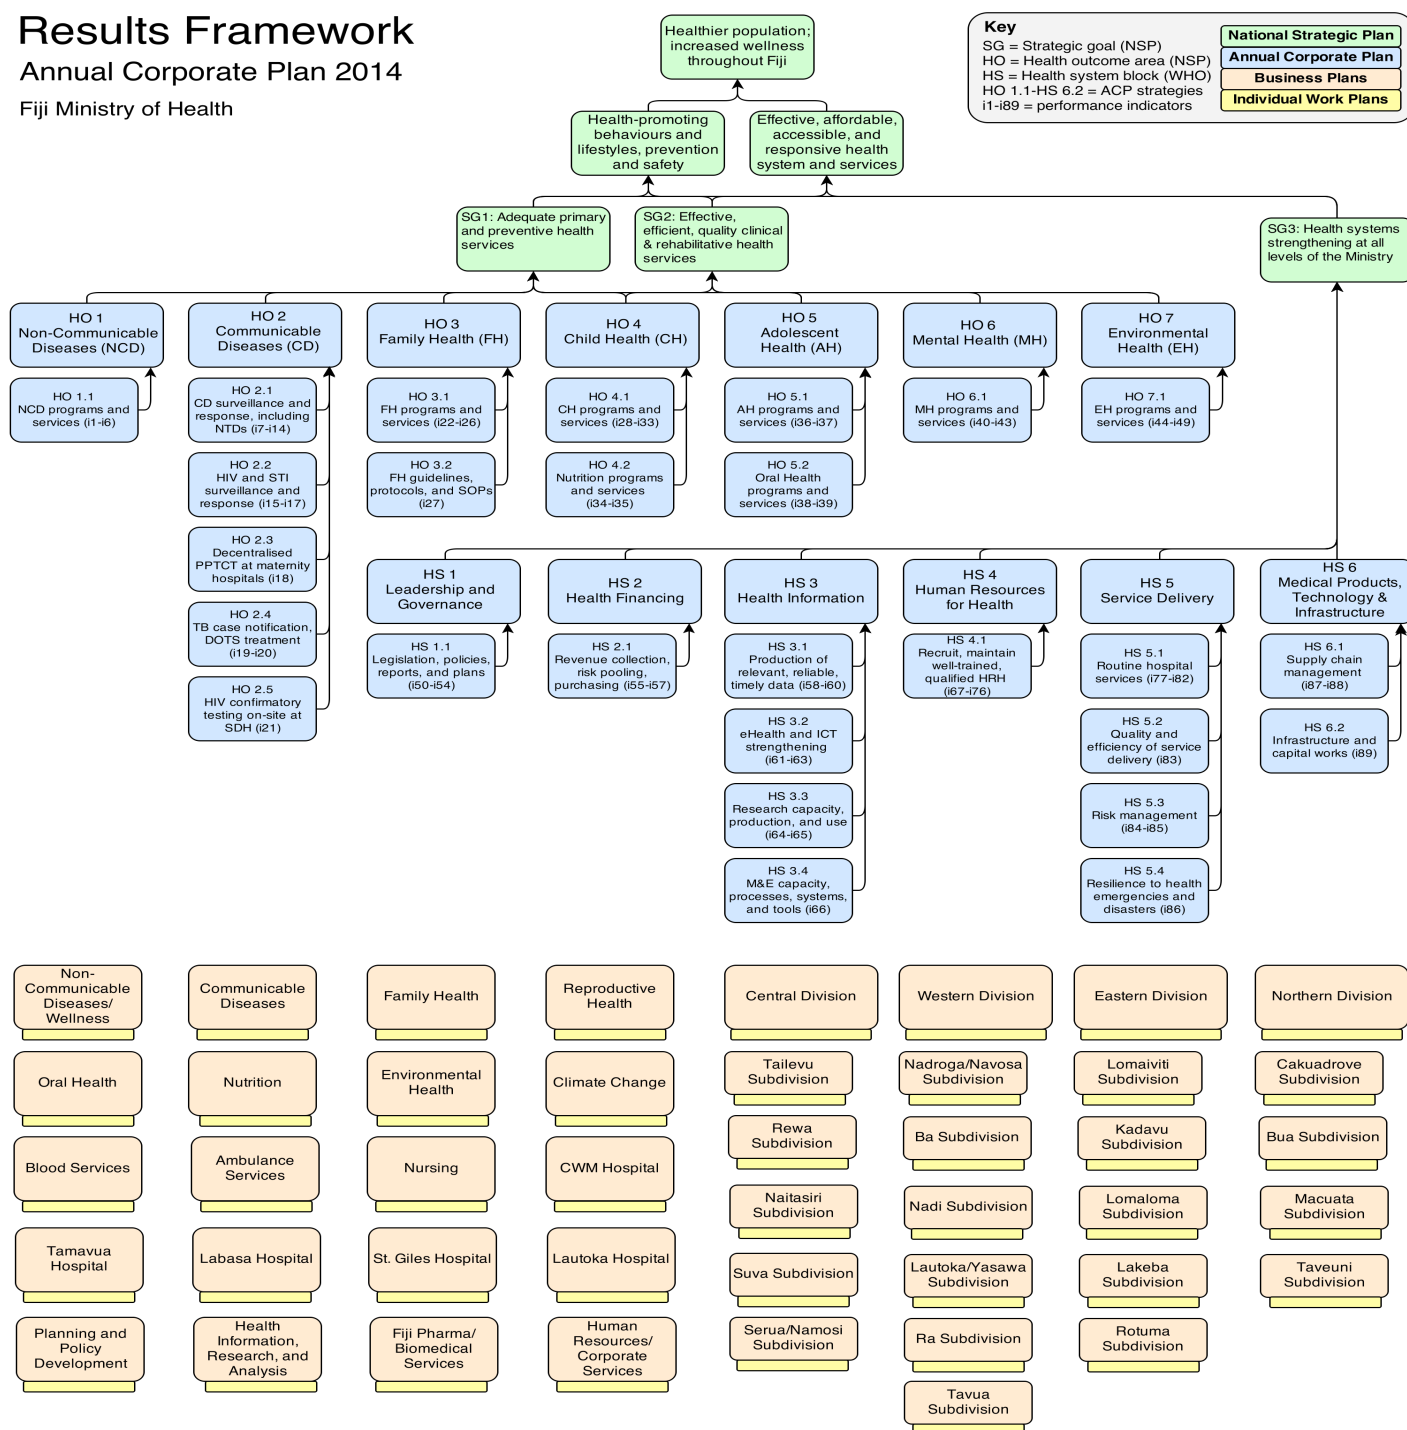 Results Framework
Annual Corporate Plan 2014
Fiji Ministry of Health
Healthier population;
increased wellness
throughout Fiji
Key
SG = Strategic goal (NSP)
HO = Health outcome area (NSP)
HS = Health system block (WHO)
HO 1.1-HS 6.2 = ACP strategies
i1-i89 = performance indicators
National Strategic Plan
Annual Corporate Plan
Business Plans
Individual Work Plans
Health-promoting
behaviours and
lifestyles, prevention
and safety
Effective, affordable,
accessible, and
responsive health
system and services
SG1: Adequate primary
and preventive health
services
SG2: Effective,
efficient, quality clinical
& rehabilitative health
services
SG3: Health systems
strengthening at all
levels of the Ministry
HO 1
Non-Communicable
Diseases (NCD)
HO 2
Communicable
Diseases (CD)
HO 3
Family Health (FH)
HO 4
Child Health (CH)
HO 5
Adolescent
Health (AH)
HO 6
Mental Health (MH)
HO 7
Environmental
Health (EH)
HO 1.1
NCD programs and
services (i1-i6)
HO 2.1
CD surveillance and
response, including
NTDs (i7-i14)
HO 3.1
FH programs and
services (i22-i26)
HO 4.1
CH programs and
services (i28-i33)
HO 5.1
AH programs and
services (i36-i37)
HO 6.1
MH programs and
services (i40-i43)
HO 7.1
EH programs and
services (i44-i49)
HO 2.2
HIV and STI
surveillance and
response (i15-i17)
HO 3.2
FH guidelines,
protocols, and SOPs
(i27)
HO 4.2
Nutrition programs
and services
(i34-i35)
HO 5.2
Oral Health
programs and
services (i38-i39)
HO 2.3
Decentralised
PPTCT at maternity
hospitals (i18)
HO 2.4
TB case notification,
DOTS treatment
(i19-i20)
HO 2.5
HIV confirmatory
testing on-site at
SDH (i21)
HS 1
Leadership and
Governance
HS 2
Health Financing
HS 3
Health Information
HS 4
Human Resources
for Health
HS 5
Service Delivery
HS 6
Medical Products,
Technology &
Infrastructure
HS 1.1
Legislation, policies,
reports, and plans
(i50-i54)
HS 2.1
Revenue collection,
risk pooling,
purchasing (i55-i57)
HS 3.1
Production of
relevant, reliable,
timely data (i58-i60)
HS 4.1
Recruit, maintain
well-trained,
qualified HRH
(i67-i76)
HS 5.1
Routine hospital
services (i77-i82)
HS 6.1
Supply chain
management
(i87-i88)
HS 3.2
eHealth and ICT
strengthening
(i61-i63)
HS 5.2
Quality and
efficiency of service
delivery (i83)
HS 6.2
Infrastructure and
capital works (i89)
HS 3.3
Research capacity,
production, and use
(i64-i65)
HS 5.3
Risk management
(i84-i85)
HS 3.4
M&E capacity,
processes, systems,
and tools (i66)
HS 5.4
Resilience to health
emergencies and
disasters (i86)
Non-
Communicable
Diseases/
Wellness
Communicable
Diseases
Family Health
Reproductive
Health
Central Division
Western Division
Eastern Division
Northern Division
Oral Health
Nutrition
Environmental
Health
Climate Change
Tailevu
Subdivision
Nadroga/Navosa
Subdivision
Lomaiviti
Subdivision
Cakuadrove
Subdivision
Rewa
Subdivision
Ba Subdivision
Kadavu
Subdivision
Bua Subdivision
Blood Services
Ambulance
Services
Nursing
CWM Hospital
Naitasiri
Subdivision
Nadi Subdivision
Lomaloma
Subdivision
Macuata
Subdivision
Tamavua
Hospital
Labasa Hospital
St. Giles Hospital
Lautoka Hospital
Suva Subdivision
Lautoka/Yasawa
Subdivision
Lakeba
Subdivision
Taveuni
Subdivision
Planning and
Policy
Development
Health
Information,
Research, and
Analysis
Fiji Pharma/
Biomedical
Services
Human
Resources/
Corporate
Services
Serua/Namosi
Subdivision
Ra Subdivision
Rotuma
Subdivision
Tavua
Subdivision